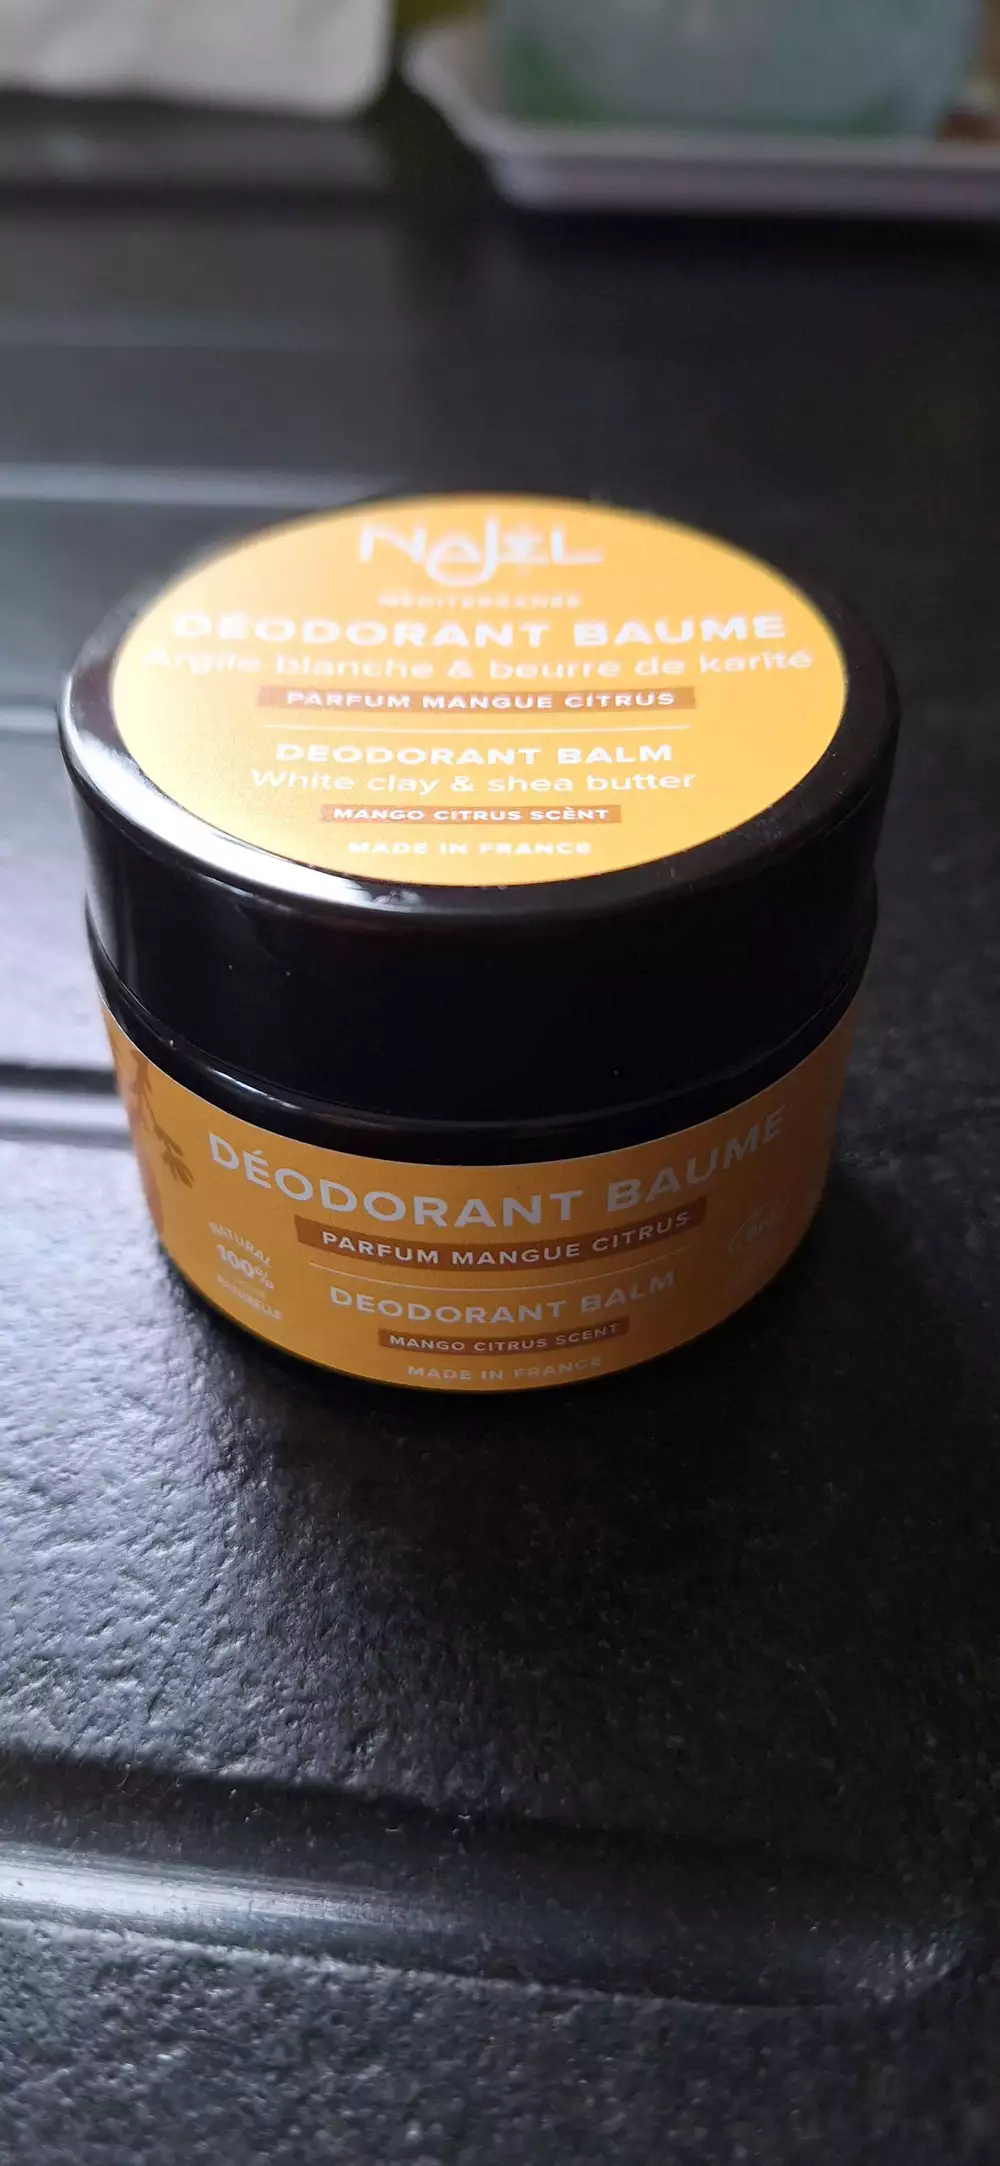 NAJEL
MÉDITERRANÉE
DÉODORANT BAUME
Argile blanche & beurre de karité
PARFUM MANGUE CITRUS
DEODORANT BALM
White clay & shea butter
MANGO CITRUS SCÈNT
MADE IN FRANCE
DÉODORANT BAUME
PARFUM MANGUE CITRUS
DEODORANT BALM
MANGO CITRUS SCENT
MADE IN FRANCE
NATURAL
100%
NATURELLE